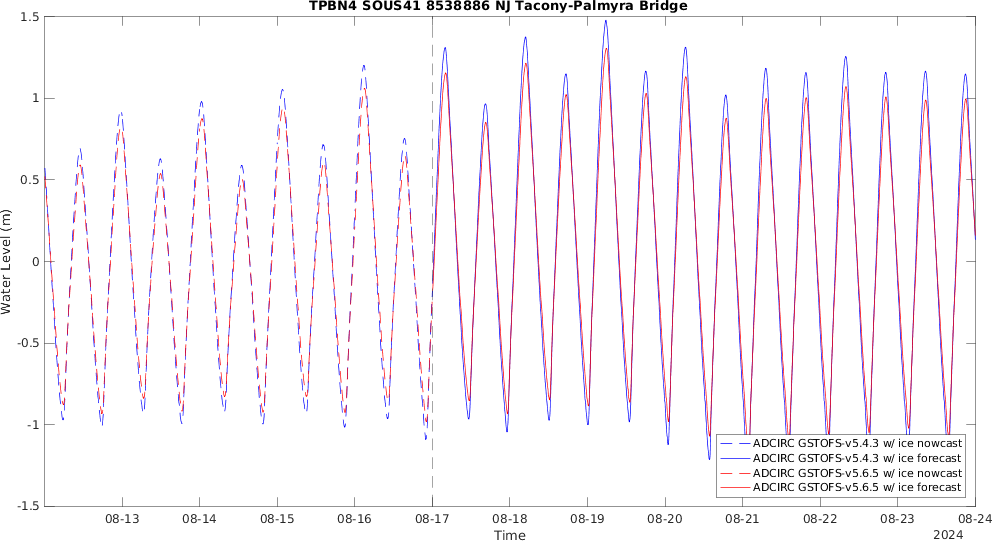 TPBN4 SOUS41 8538886 NJ Tacony-Palmyra Bridge
Water Level (m)
1.5
1
0.5
0
-0.5
-1
-1.5
ADCIRC GSTOFS-v5.4.3 w/ ice nowcast
ADCIRC GSTOFS-v5.4.3 w/ ice forecast
ADCIRC GSTOFS-v5.6.5 w/ ice nowcast
ADCIRC GSTOFS-v5.6.5 w/ ice forecast
08-13 08-14 08-15 08-16 08-17 08-18 08-19 08-20 08-21 08-22 08-23 08-24
Time
2024